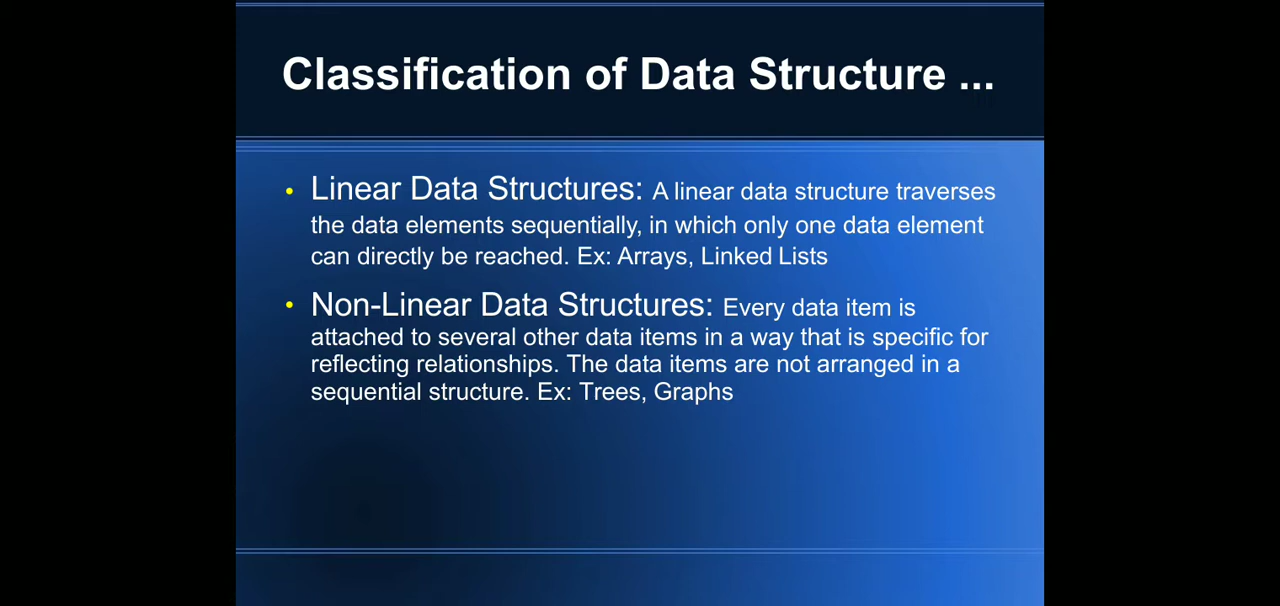 Classification of Data Structure ...
• Linear Data Structures: A linear data structure traverses
the data elements sequentially, in which only one data element
can directly be reached. Ex: Arrays, Linked Lists
• Non-Linear Data Structures: Every data item is
attached to several other data items in a way that is specific for
reflecting relationships. The data items are not arranged in a
sequential structure. Ex: Trees, Graphs